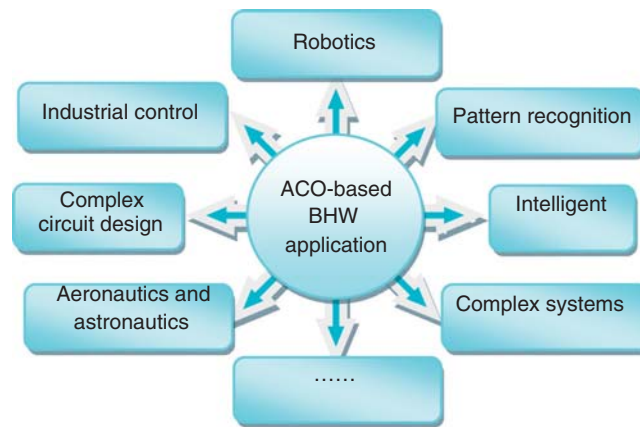 Robotics
Industrial control
Pattern recognition
ACO-based
BHW
application
Complex
circuit design
Intelligent
Aeronautics and
astronautics
Complex systems
......